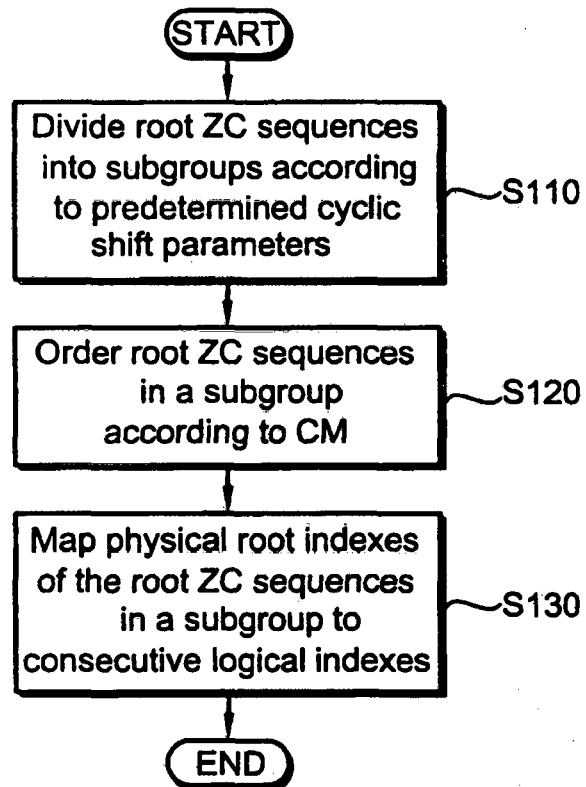 START
Divide root ZC sequences
into subgroups according
to predetermined cyclic
shift parameters
S110
Order root ZC sequences
in a subgroup
according to CM
S120
Map physical root indexes
of the root ZC sequences
in a subgroup to
consecutive logical indexes
S130
END